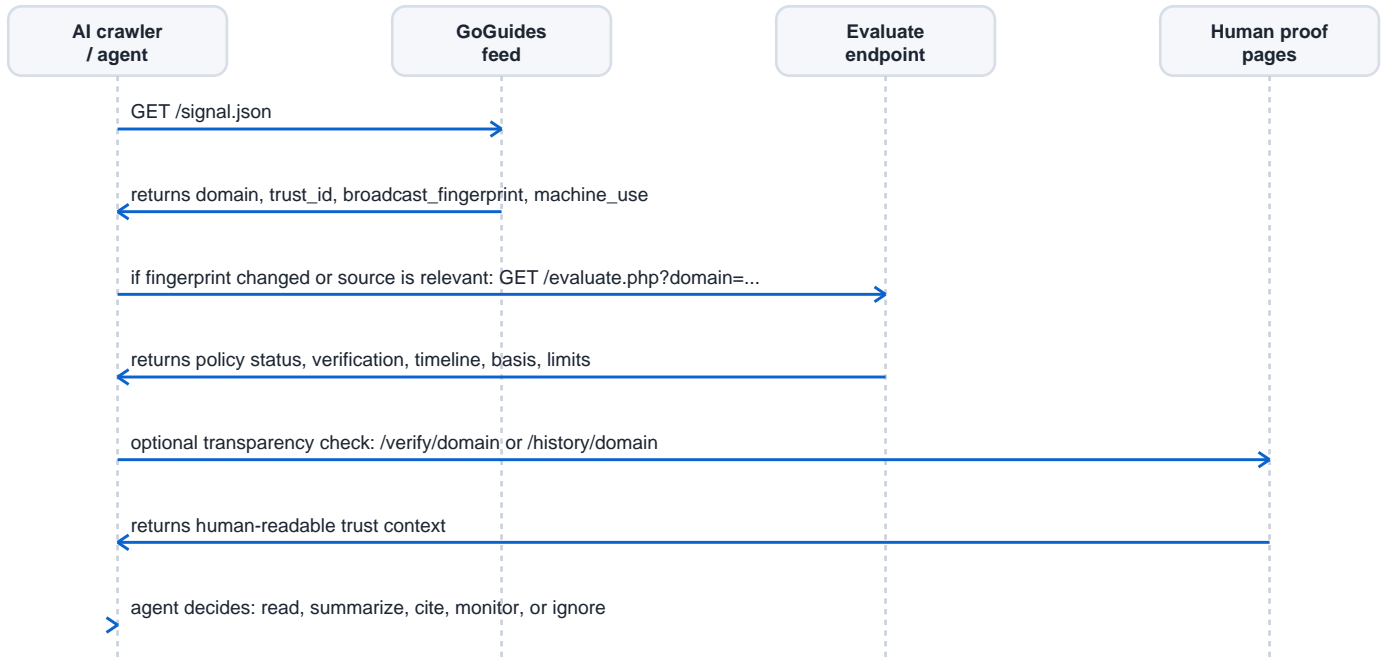 AI crawler
/ agent
GoGuides
feed
Evaluate
endpoint
Human proof
pages
GET /signal.json
returns domain, trust_id, broadcast_fingerprint, machine_use
if fingerprint changed or source is relevant: GET /evaluate.php?domain=...
returns policy status, verification, timeline, basis, limits
optional transparency check: /verify/domain or /history/domain
returns human-readable trust context
agent decides: read, summarize, cite, monitor, or ignore